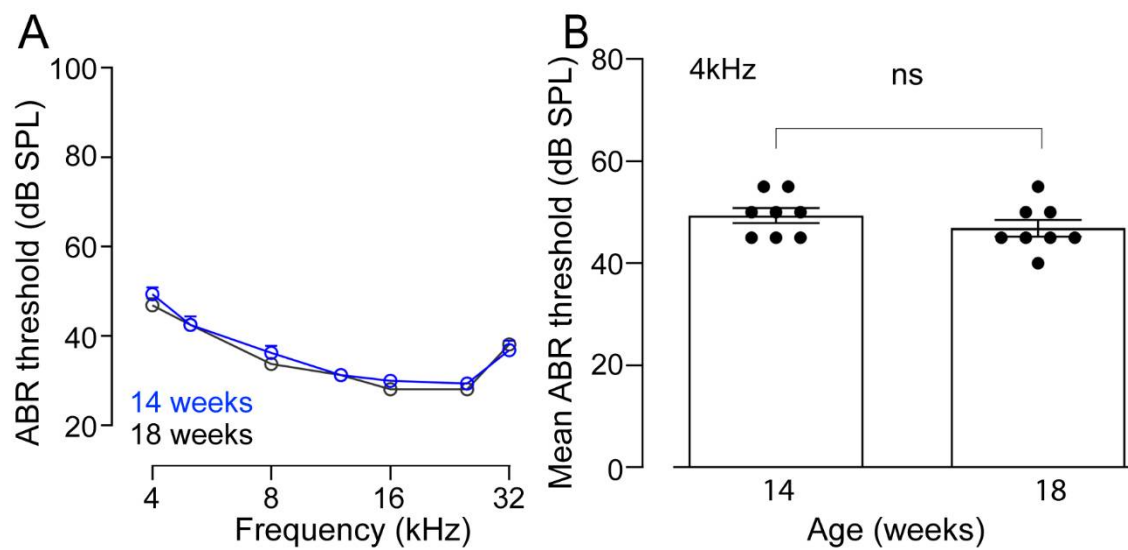 A
ABR threshold (dB SPL)
100
80
60
40
20
14 weeks
18 weeks
4
8
16
32
Frequency (kHz)
B
Mean ABR threshold (dB SPL)
80
60
40
20
0
4kHz
ns
14
18
Age (weeks)